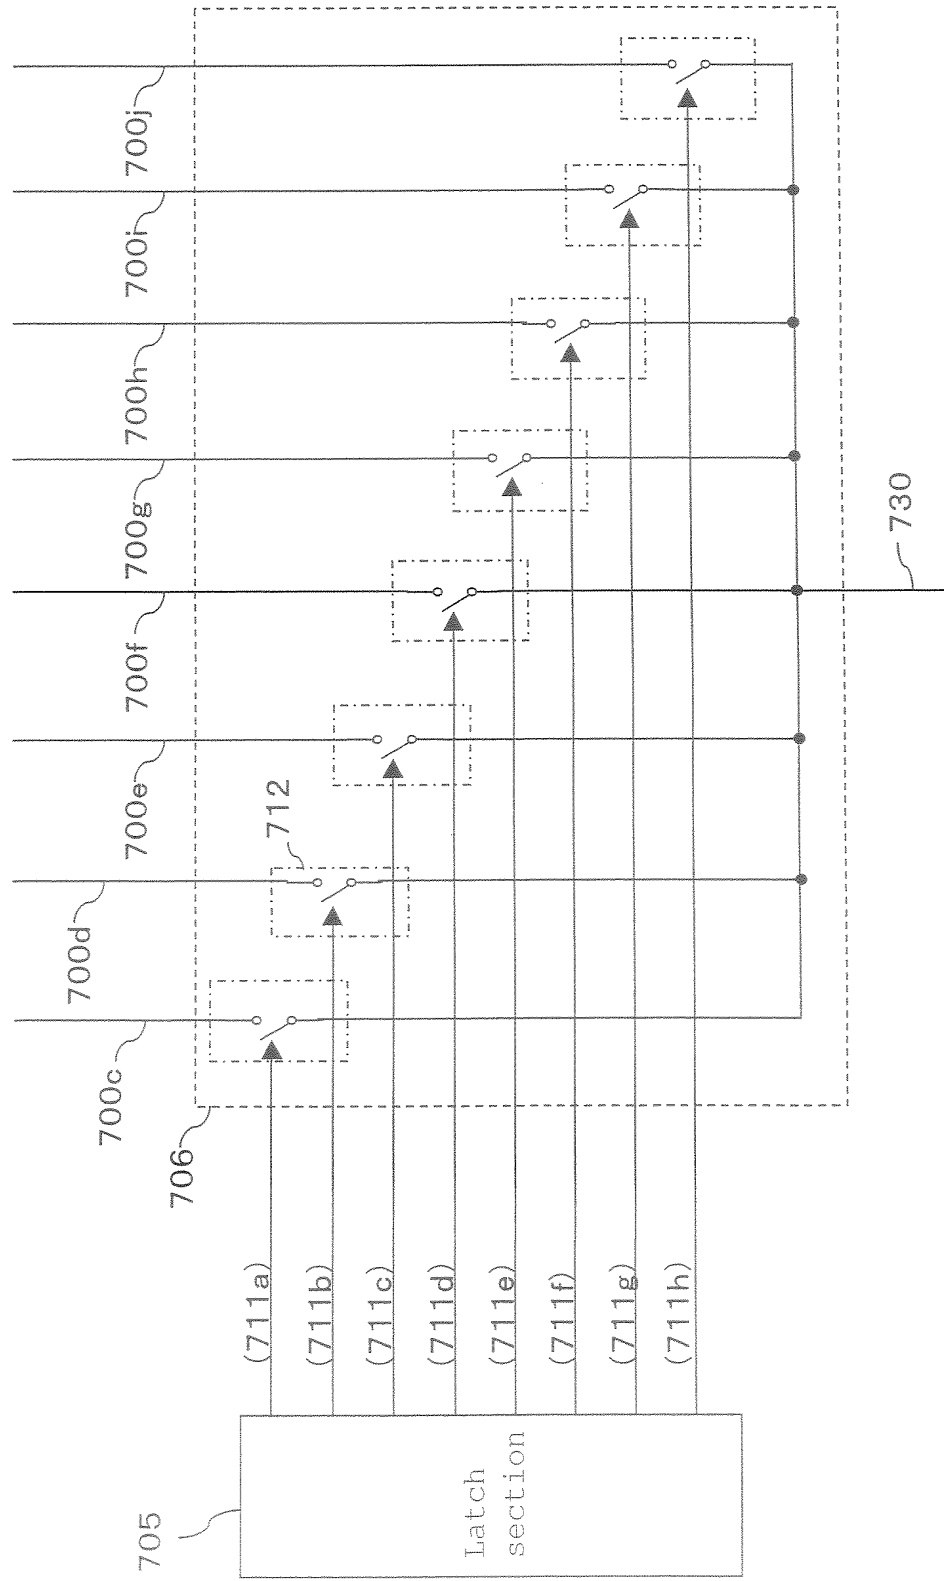 705
Latch
section
(711a)
(711b)
(711c)
(711d)
(711e)
(711f)
(711g)
(711h)
706
700c
700d
712
700e
700f
700g
700h
700i
700j
730